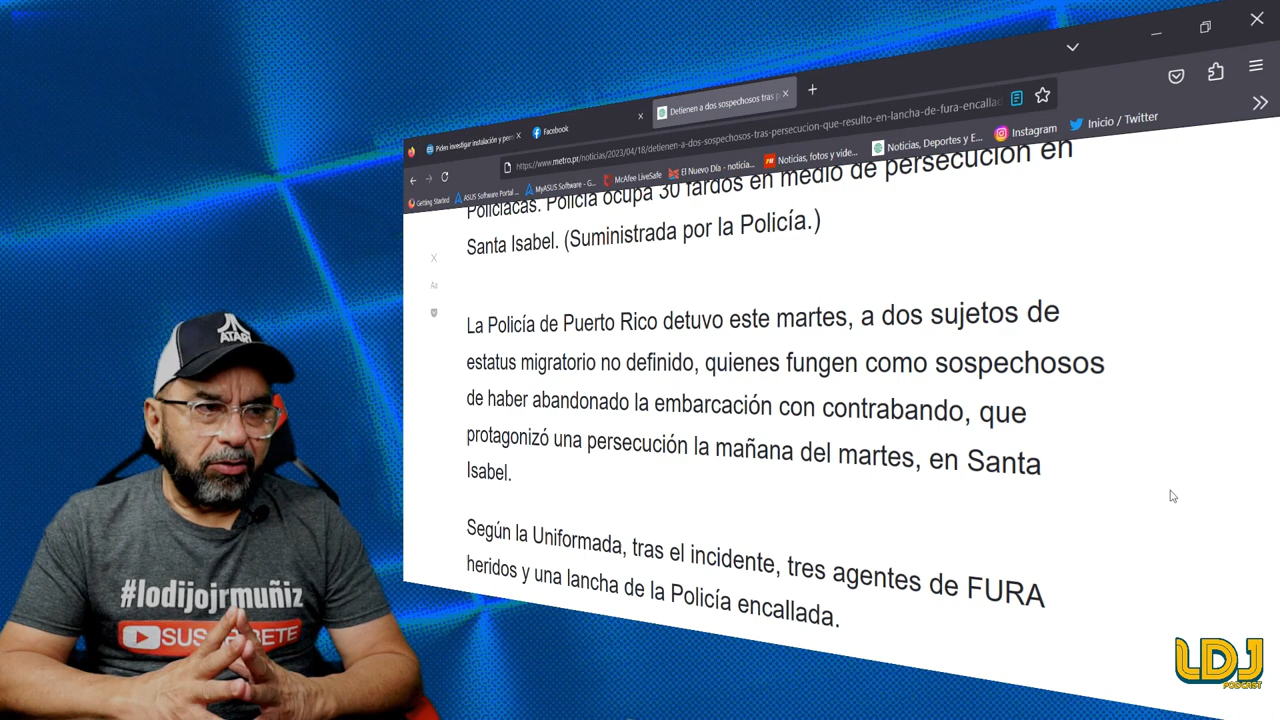 Piden investigar instalación y perm
Facebook
Detienen a dos sospechosos tras p
https://www.metro.pr/noticias/2023/04/18/detienen-a-dos-sospechosos-tras-persecucion-que-resulto-en-lancha-de-fura-encallad
Getting Started
ASUS Software Portal ...
MyASUS Software - G...
McAfee LiveSafe
El Nuevo Día - noticia...
Noticias, fotos y vide...
Noticias, Deportes y E...
Instagram
Inicio / Twitter
Policíacas. Policía ocupa 30 fardos en medio de persecución en
Santa Isabel. (Suministrada por la Policía.)
Aa
La Policía de Puerto Rico detuvo este martes, a dos sujetos de
estatus migratorio no definido, quienes fungen como sospechosos
de haber abandonado la embarcación con contrabando, que
protagonizó una persecución la mañana del martes, en Santa
Isabel.
Según la Uniformada, tras el incidente, tres agentes de FURA
heridos y una lancha de la Policía encallada.
ATARI
#lodijojrmuñiz
LDJ
PODCAST